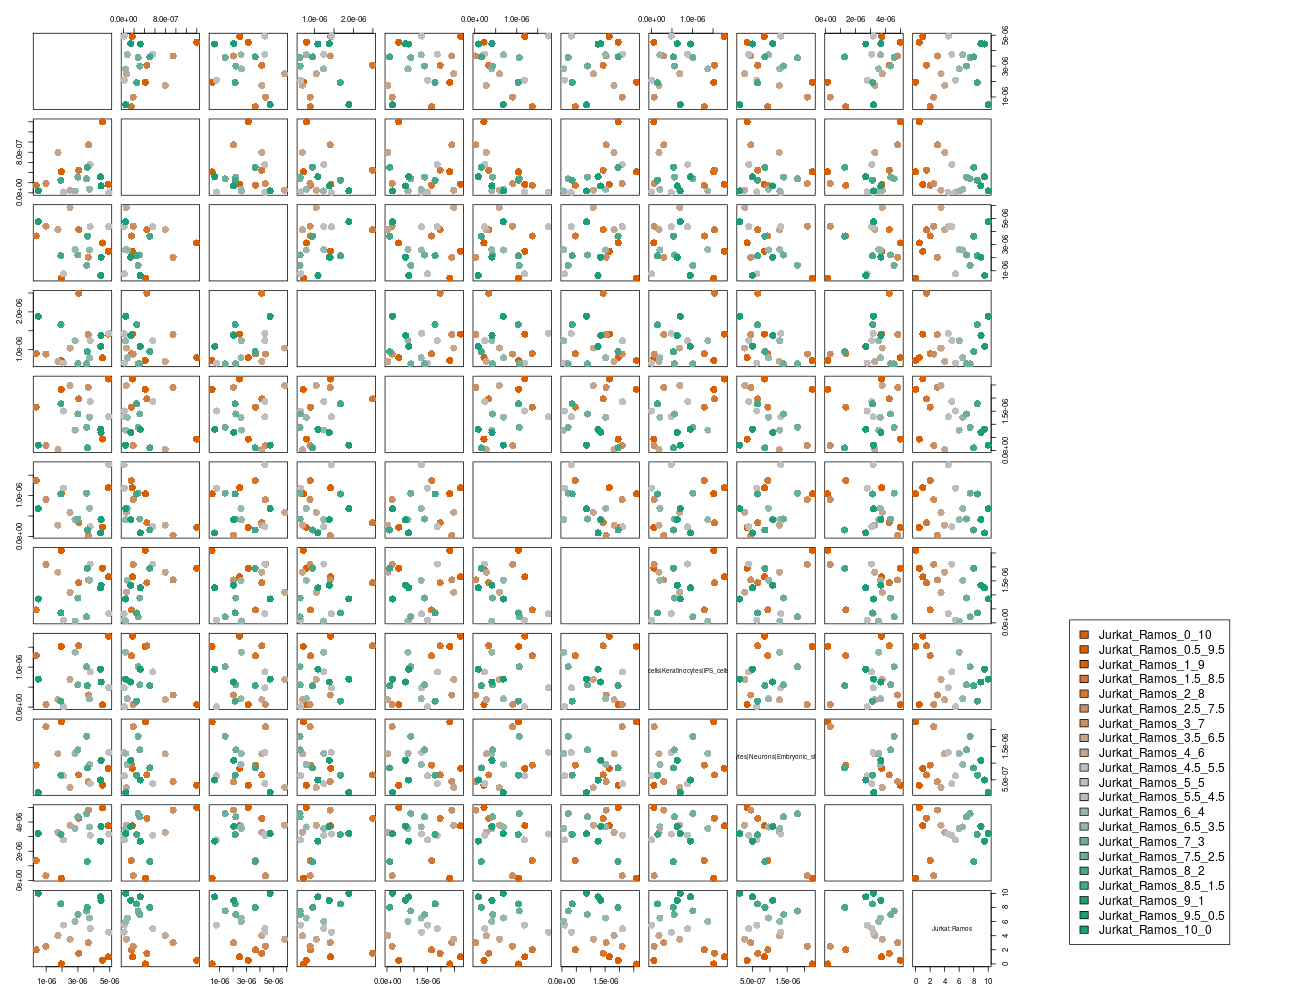 0.0e+00 8.0e-07 1.0e-06 2.0e-06 0.0e+00 1.0e-06 0.0e+00 1.0e-06 0e+00 2e-06 4e-06
1e-06 3e-06 5e-06
0.0e+00 8.0e-07
1e-06 3e-06 5e-06
1.0e-06 2.0e-06
0.0e+00 1.5e-06
0.0e+00 1.0e-06
0.0e+00 1.5e-06
cells|Keratinocytes|IPS_cell
0.0e+00 1.0e-06
tes|Neurons|Embryonic_s
5.0e-07 1.5e-06
0e+00 2e-06 4e-06
Jurkat:Ramos
0 2 4 6 8 10
1e-06 3e-06 5e-06 1e-06 3e-06 5e-06 0.0e+00 1.5e-06 0.0e+00 1.5e-06 5.0e-07 1.5e-06 0 2 4 6 8 10
Jurkat_Ramos_0_10
Jurkat_Ramos_0.5_9.5
Jurkat_Ramos_1_9
Jurkat_Ramos_1.5_8.5
Jurkat_Ramos_2_8
Jurkat_Ramos_2.5_7.5
Jurkat_Ramos_3_7
Jurkat_Ramos_3.5_6.5
Jurkat_Ramos_4_6
Jurkat_Ramos_4.5_5.5
Jurkat_Ramos_5_5
Jurkat_Ramos_5.5_4.5
Jurkat_Ramos_6_4
Jurkat_Ramos_6.5_3.5
Jurkat_Ramos_7_3
Jurkat_Ramos_7.5_2.5
Jurkat_Ramos_8_2
Jurkat_Ramos_8.5_1.5
Jurkat_Ramos_9_1
Jurkat_Ramos_9.5_0.5
Jurkat_Ramos_10_0